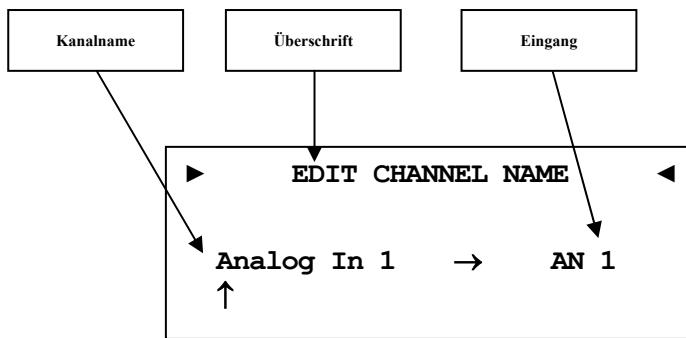 Kanalname Überschrift Eingang
► EDIT CHANNEL NAME ◄
Analog In 1 → AN 1
↑